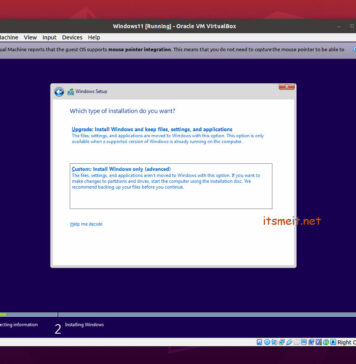 Windows11 [Running] - Oracle VM VirtualBox
Machine View Input Devices Help
ual Machine reports that the guest OS supports mouse pointer integration. This means that you do not need to capture the mouse pointer to be able to
Windows Setup
Which type of installation do you want?
Upgrade: Install Windows and keep files, settings, and applications
The files, settings, and applications are moved to Windows with this option. This option is only
available when a supported version of Windows is already running on the computer.
Custom: Install Windows only (advanced)
The files, settings, and applications aren't moved to Windows with this option. If you want to
make changes to partitions and drives, start the computer using the installation disc. We
recommend backing up your files before you continue.
itsmeit.net
Help me decide
ecting information
2 Installing Windows
Right C